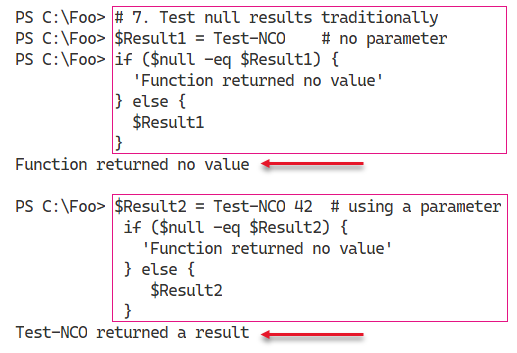 PS C:\Foo> # 7. Test null results traditionally
PS C:\Foo> $Result1 = Test-NCO    # no parameter
PS C:\Foo> if ($null -eq $Result1) {
  'Function returned no value'
} else {
  $Result1
}
Function returned no value
PS C:\Foo> $Result2 = Test-NCO 42  # using a parameter
if ($null -eq $Result2) {
  'Function returned no value'
} else {
   $Result2
}
Test-NCO returned a result